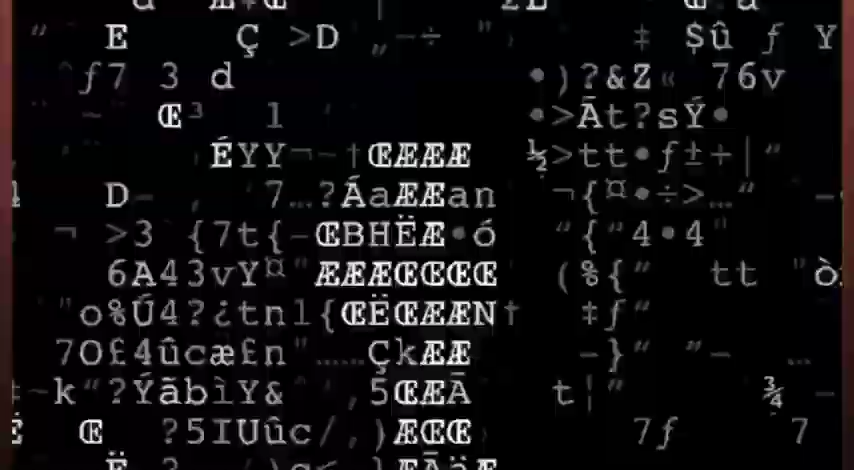 E Ç >D „–÷ " ‡ $û ƒ Y
ƒ7 3 d •)?&Z« 76v
Œ³ 1 •>Āt?sÝ•
ÉYY¬–†ŒÆÆÆ ½>tt•ƒ±+|“
D– , 7…?ÁaÆÆan ¬{¤•÷>…“ –
¬ >3 {7t{–ŒBHËÆ•ó “{“4•4"
6A43vY¤“ÆÆÆŒŒŒŒ (%{“ tt "ò
"o%Ú4?¿tnl{ŒËŒÆÆN† ‡ƒ“
7O£4ûcæ£n"……ÇkÆÆ –}“ “– …
‡–k“?ÝãbìY& ‚5ŒÆĀ t¦“ ¾ –
Ë Œ ?5IUûc/,)ÆŒŒ 7ƒ 7